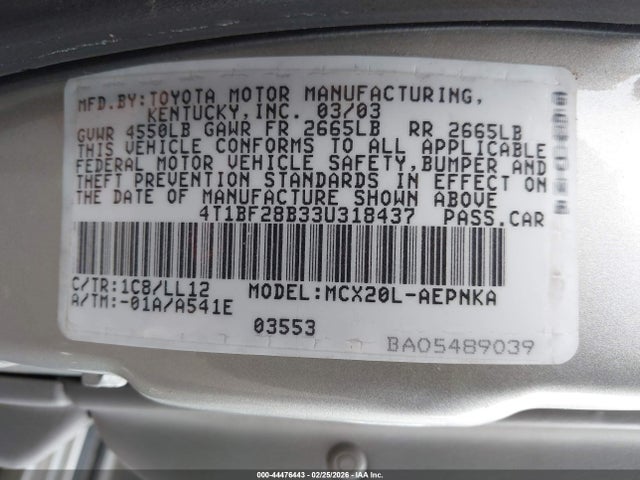 MFD.BY:TOYOTA MOTOR MANUFACTURING,
KENTUCKY,INC. 03/03
GVWR 4550LB GAWR FR 2665LB RR 2665LB
THIS VEHICLE CONFORMS TO ALL APPLICABLE
FEDERAL MOTOR VEHICLE SAFETY,BUMPER AND
THEFT PREVENTION STANDARDS IN EFFECT ON
THE DATE OF MANUFACTURE SHOWN ABOVE
4T1BF28B33U318437 PASS.CAR
C/TR:1C8/LL12 MODEL:MCX20L-AEPNKA
A/TM:-01A/A541E
03553
BA05489039
000-44476443 | 02/25/2026 - IAA - Copart